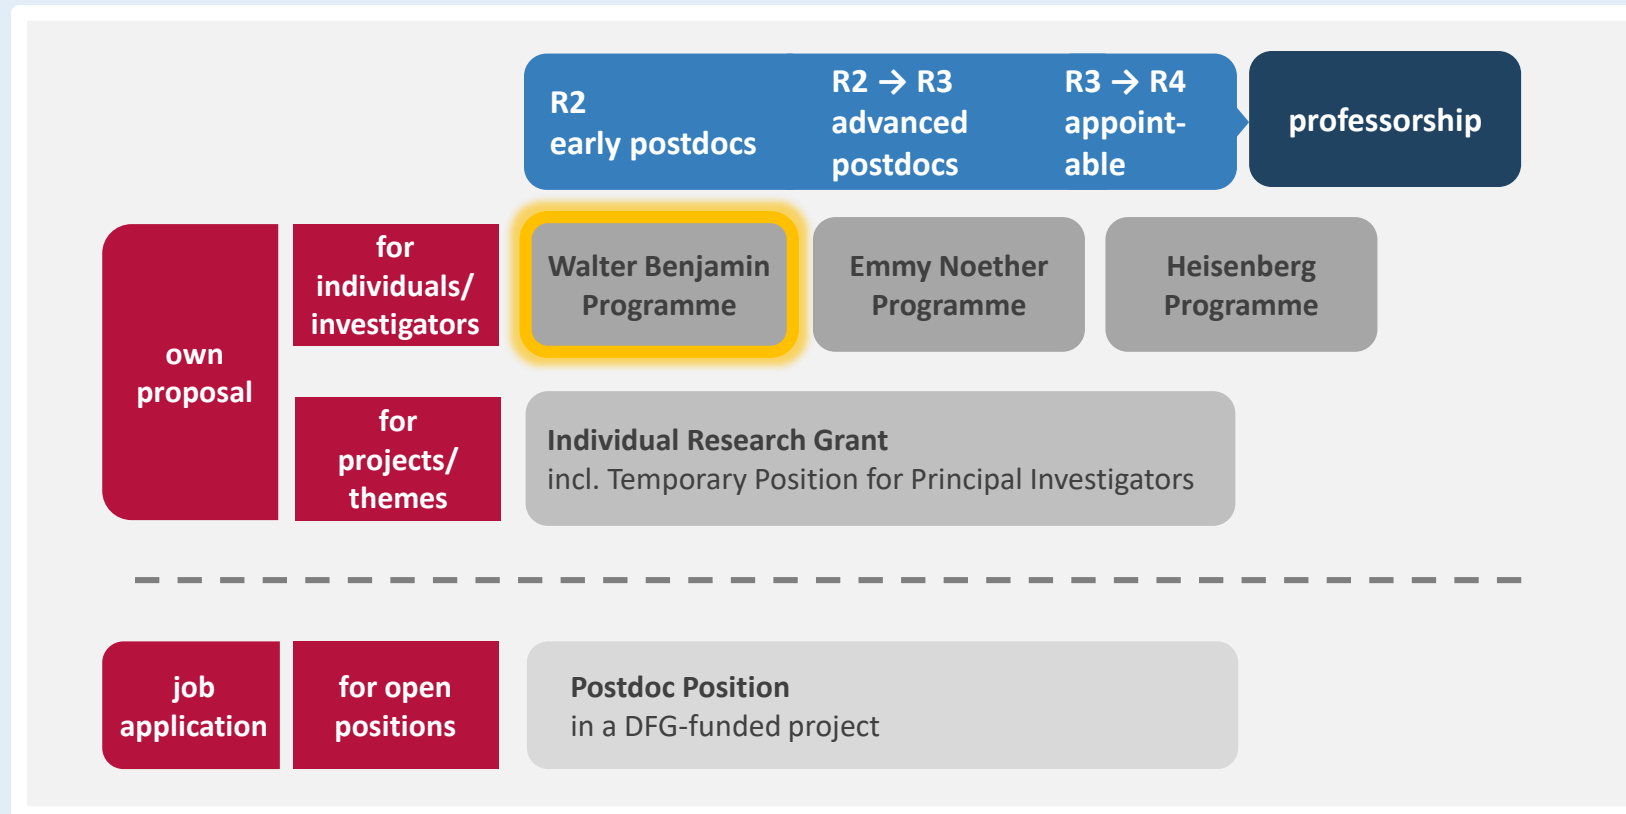 R2
early postdocs
R2 → R3
advanced
postdocs
R3 → R4
appoint-
able
professorship
own
proposal
for
individuals/
investigators
Walter Benjamin
Programme
Emmy Noether
Programme
Heisenberg
Programme
for
projects/
themes
Individual Research Grant
incl. Temporary Position for Principal Investigators
job
application
for open
positions
Postdoc Position
in a DFG-funded project